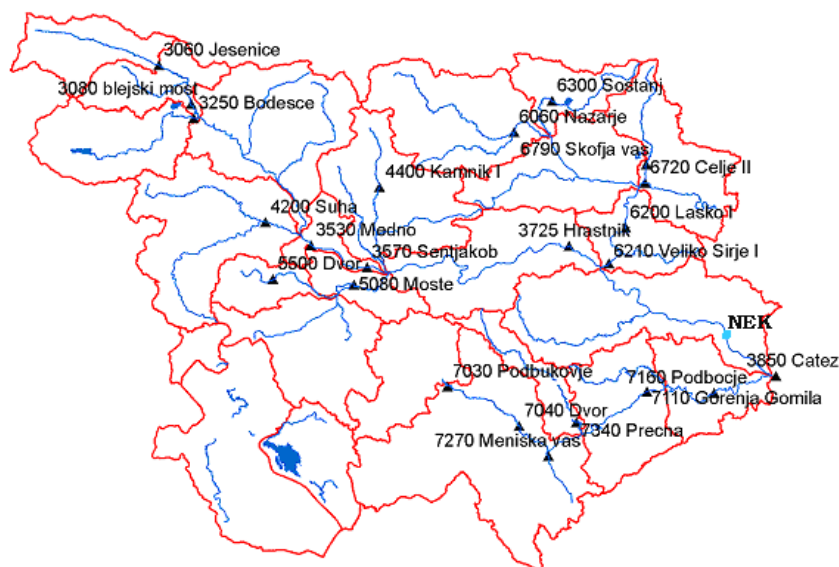 3060 Jesenice
3080 blejski most
3250 Bodesce
6300 Sostanj
6060 Nazarje
6790 Skofja vas
4400 Kamnik I
6720 Celje II
4200 Suha
6200 Lasko I
3530 Medno
3725 Hrastnik
3570 Sentjakob
6210 Veliko Sirje I
5500 Dvor
5080 Moste
NEK
3850 Catez
7030 Podbukovje
7160 Podbocje
7110 Gorenja Gomila
7040 Dvor
7340 Precna
7270 Meniska vas